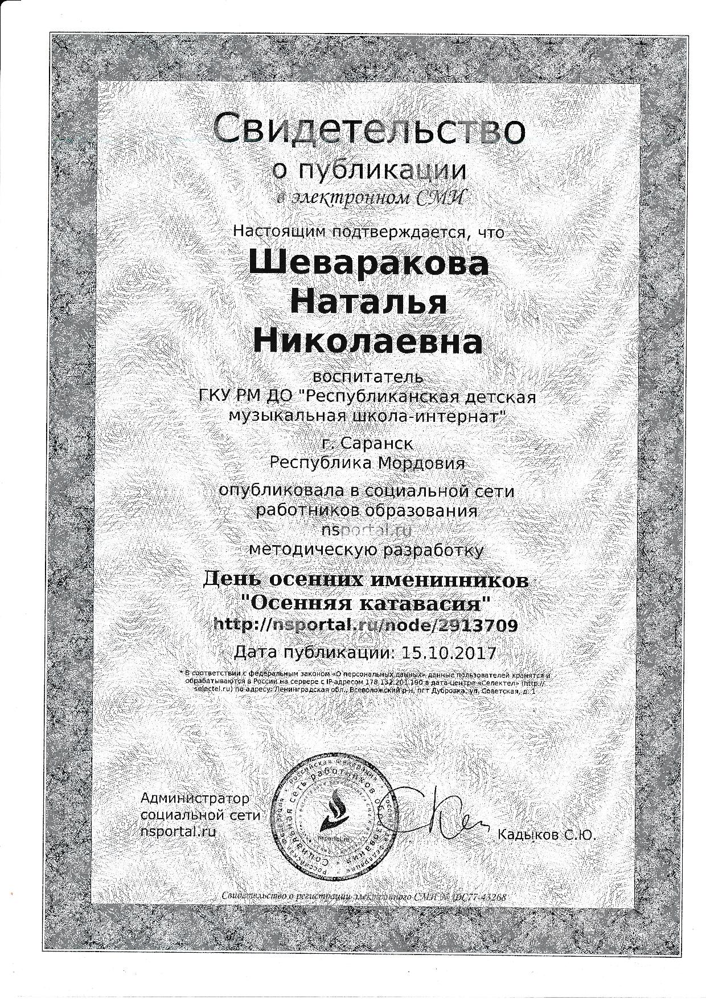 Свидетельство
о публикации
в электронном СМИ
Настоящим подтверждается, что
Шеваракова
Наталья
Николаевна
воспитатель
ГКУ РМ ДО "Республиканская детская
музыкальная школа-интернат"
г. Саранск
Республика Мордовия
опубликовала в социальной сети
работников образования
nsportal.ru
методическую разработку
День осенних именинников
"Осенняя катавасия"
http://nsportal.ru/node/2913709
Дата публикации: 15.10.2017
* В соответствии с федеральным законом «О персональных данных» данные пользователей хранятся и
обрабатываются в России на сервере с IP-адресом 178.132.201.190 в дата-центре «Селектел» (http://
selectel.ru) по адресу: Ленинградская обл., Всеволожский р-н, пгт Дубровка, ул. Советская, д. 1
Администратор
социальной сети
nsportal.ru
Социальная сеть работников образования
nsportal.ru
Кадыков С.Ю.
Свидетельство о регистрации электронного СМИ № ФС77-43268